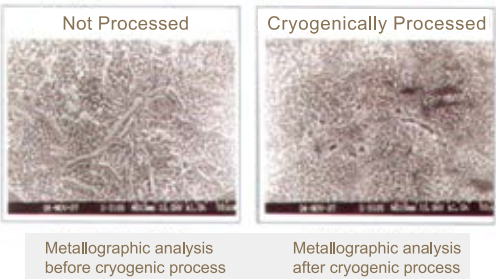 Not Processed
Cryogenically Processed
Metallographic analysis
before cryogenic process
Metallographic analysis
after cryogenic process